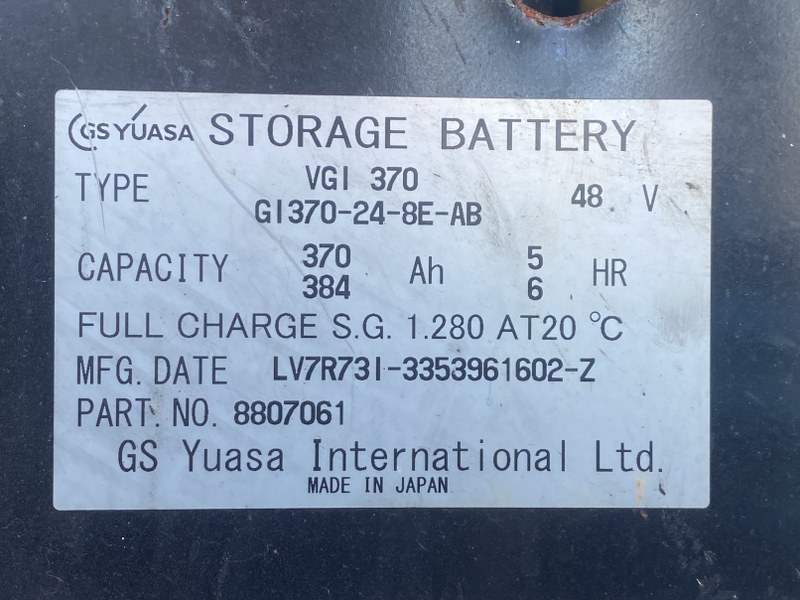 GS YUASA STORAGE BATTERY
TYPE VGI 370 48 V
GI370-24-8E-AB
CAPACITY 370 Ah 5 HR
384 6
FULL CHARGE S.G. 1.280 AT20 °C
MFG. DATE LV7R73I-3353961602-Z
PART. NO. 8807061
GS Yuasa International Ltd.
MADE IN JAPAN